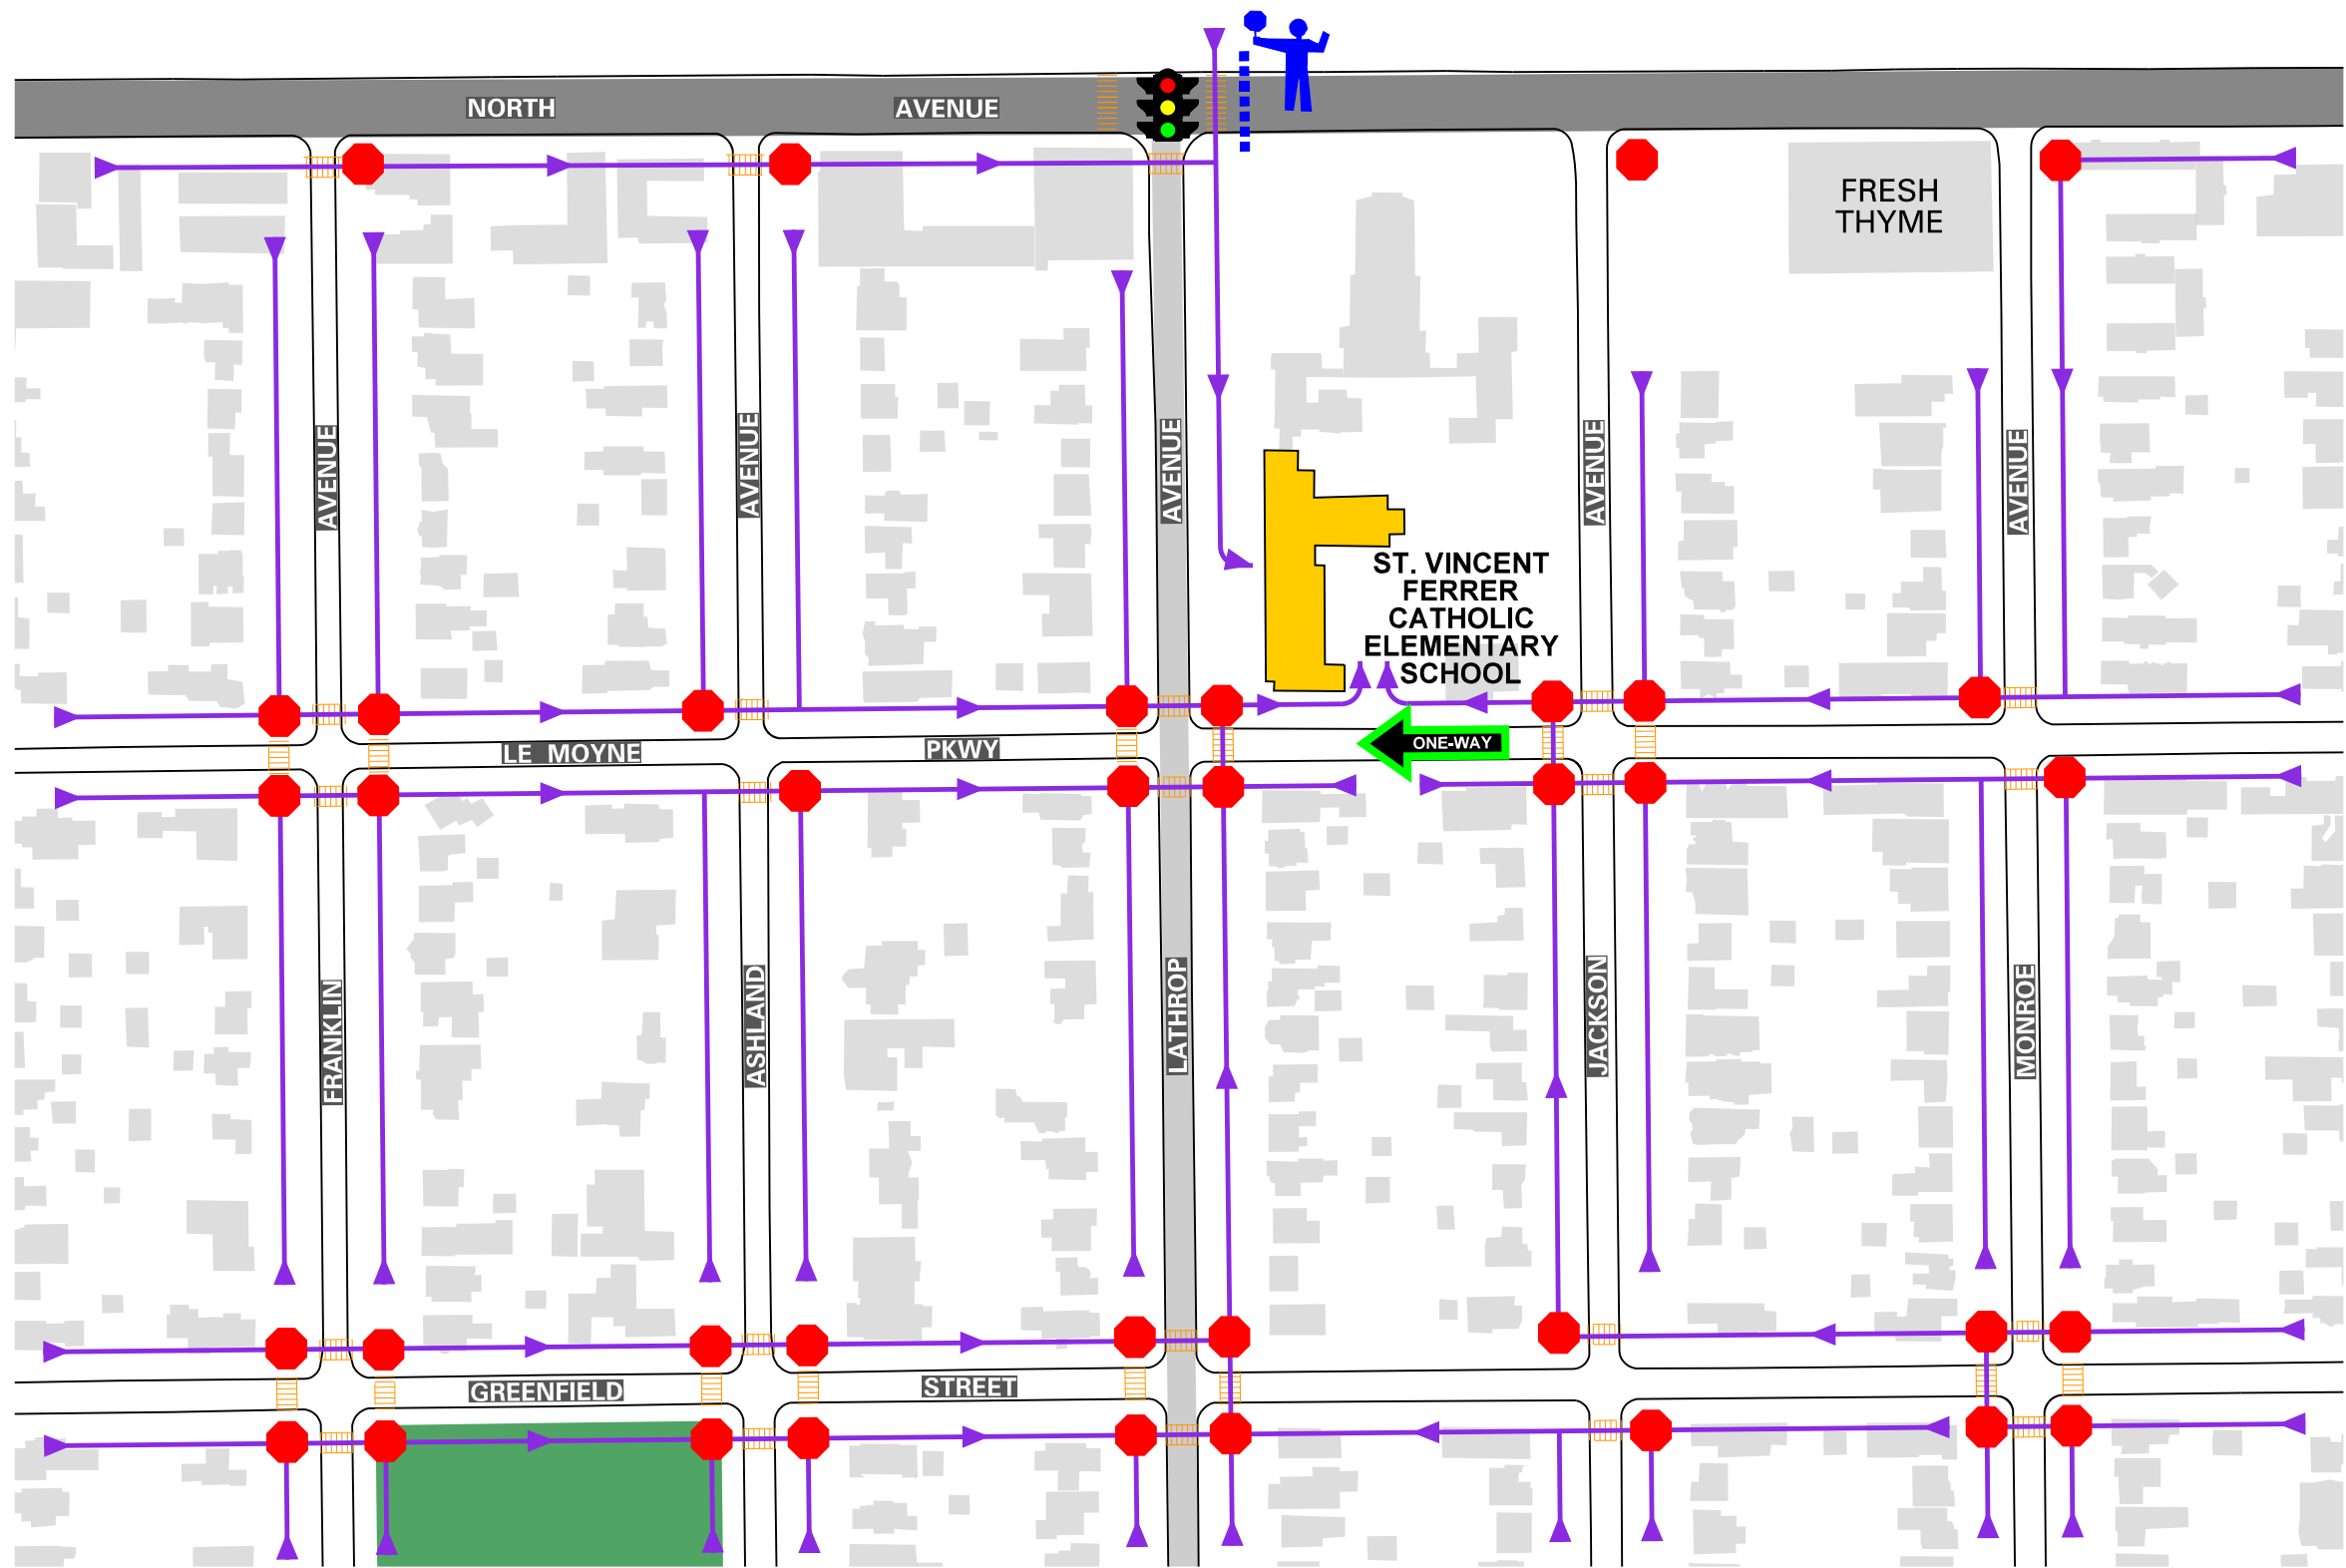 NORTH AVENUE
FRESH
THYME
AVENUE
AVENUE
AVENUE
AVENUE
AVENUE
ST. VINCENT
FERRER
CATHOLIC
ELEMENTARY
SCHOOL
ONE-WAY
LE MOYNE PKWY
FRANKLIN
ASHLAND
LATHROP
JACKSON
MONROE
GREENFIELD STREET